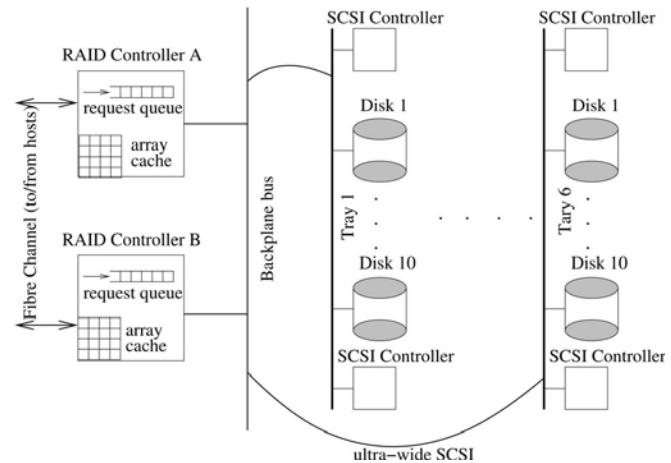 SCSI Controller
SCSI Controller
RAID Controller A
request queue
array
cache
Disk 1
Disk 1
Fibre Channel (to/from hosts)
Backplane bus
Tray 1
Tary 6
RAID Controller B
request queue
array
cache
Disk 10
Disk 10
SCSI Controller
SCSI Controller
ultra-wide SCSI